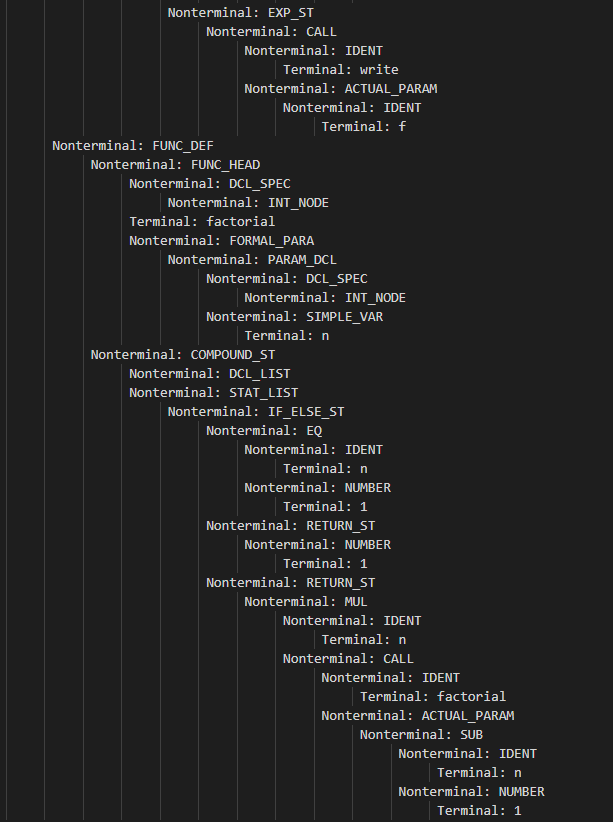 Nonterminal: EXP_ST
Nonterminal: CALL
Nonterminal: IDENT
Terminal: write
Nonterminal: ACTUAL_PARAM
Nonterminal: IDENT
Terminal: f
Nonterminal: FUNC_DEF
Nonterminal: FUNC_HEAD
Nonterminal: DCL_SPEC
Nonterminal: INT_NODE
Terminal: factorial
Nonterminal: FORMAL_PARA
Nonterminal: PARAM_DCL
Nonterminal: DCL_SPEC
Nonterminal: INT_NODE
Nonterminal: SIMPLE_VAR
Terminal: n
Nonterminal: COMPOUND_ST
Nonterminal: DCL_LIST
Nonterminal: STAT_LIST
Nonterminal: IF_ELSE_ST
Nonterminal: EQ
Nonterminal: IDENT
Terminal: n
Nonterminal: NUMBER
Terminal: 1
Nonterminal: RETURN_ST
Nonterminal: NUMBER
Terminal: 1
Nonterminal: RETURN_ST
Nonterminal: MUL
Nonterminal: IDENT
Terminal: n
Nonterminal: CALL
Nonterminal: IDENT
Terminal: factorial
Nonterminal: ACTUAL_PARAM
Nonterminal: SUB
Nonterminal: IDENT
Terminal: n
Nonterminal: NUMBER
Terminal: 1